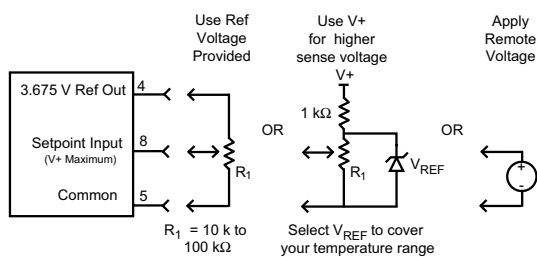 Use Ref
Voltage
Provided
Use V+
for higher
sense voltage
V+
Apply
Remote
Voltage
3.675 V Ref Out
4
1 kΩ
Setpoint Input
(V+ Maximum)
8
R1
OR
R1
VREF
OR
+
-
Common
5
R1 = 10 k to
100 kΩ
Select VREF to cover
your temperature range